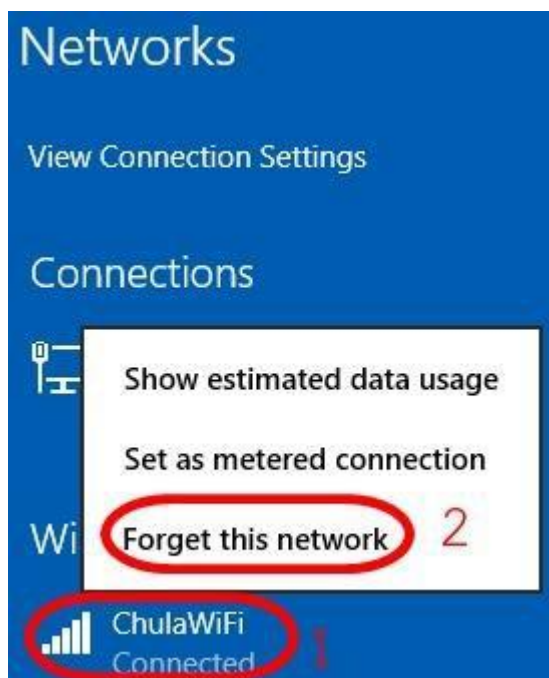 Networks
View Connection Settings
Connections
Show estimated data usage
Set as metered connection
Wi
Forget this network 2
ChulaWiFi
Connected 1